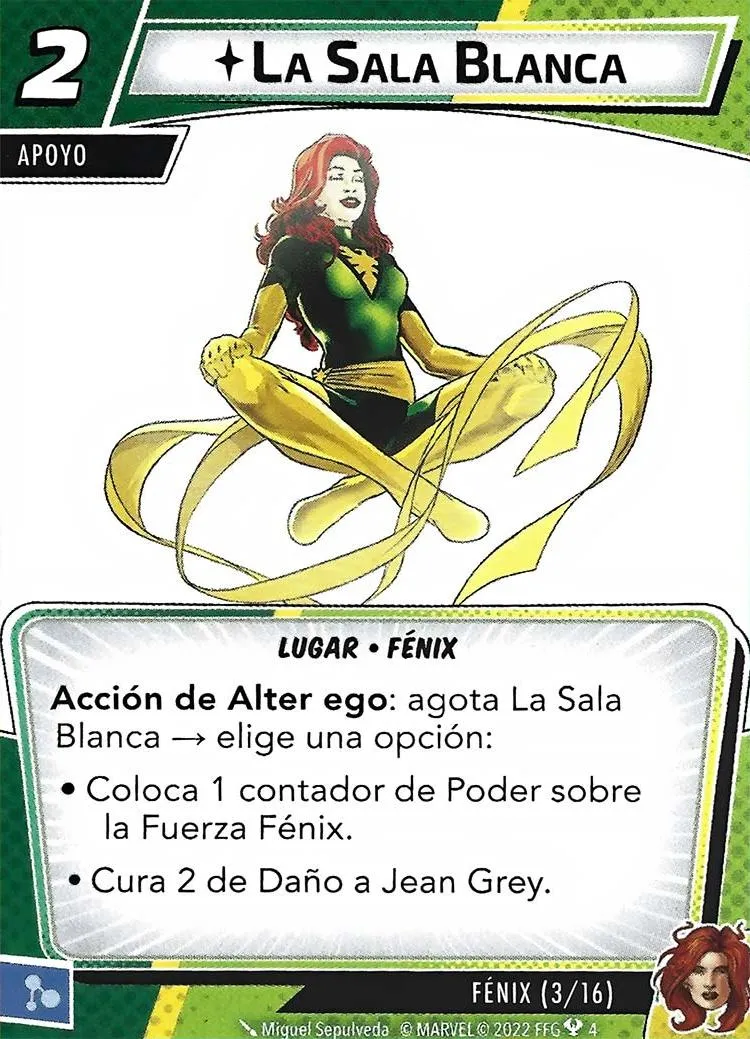 2
La Sala Blanca
APOYO
LUGAR • FÉNIX
Acción de Alter ego: agota La Sala
Blanca → elige una opción:
• Coloca 1 contador de Poder sobre
la Fuerza Fénix.
• Cura 2 de Daño a Jean Grey.
FÉNIX (3/16)
Miguel Sepulveda © MARVEL © 2022 FFG 4